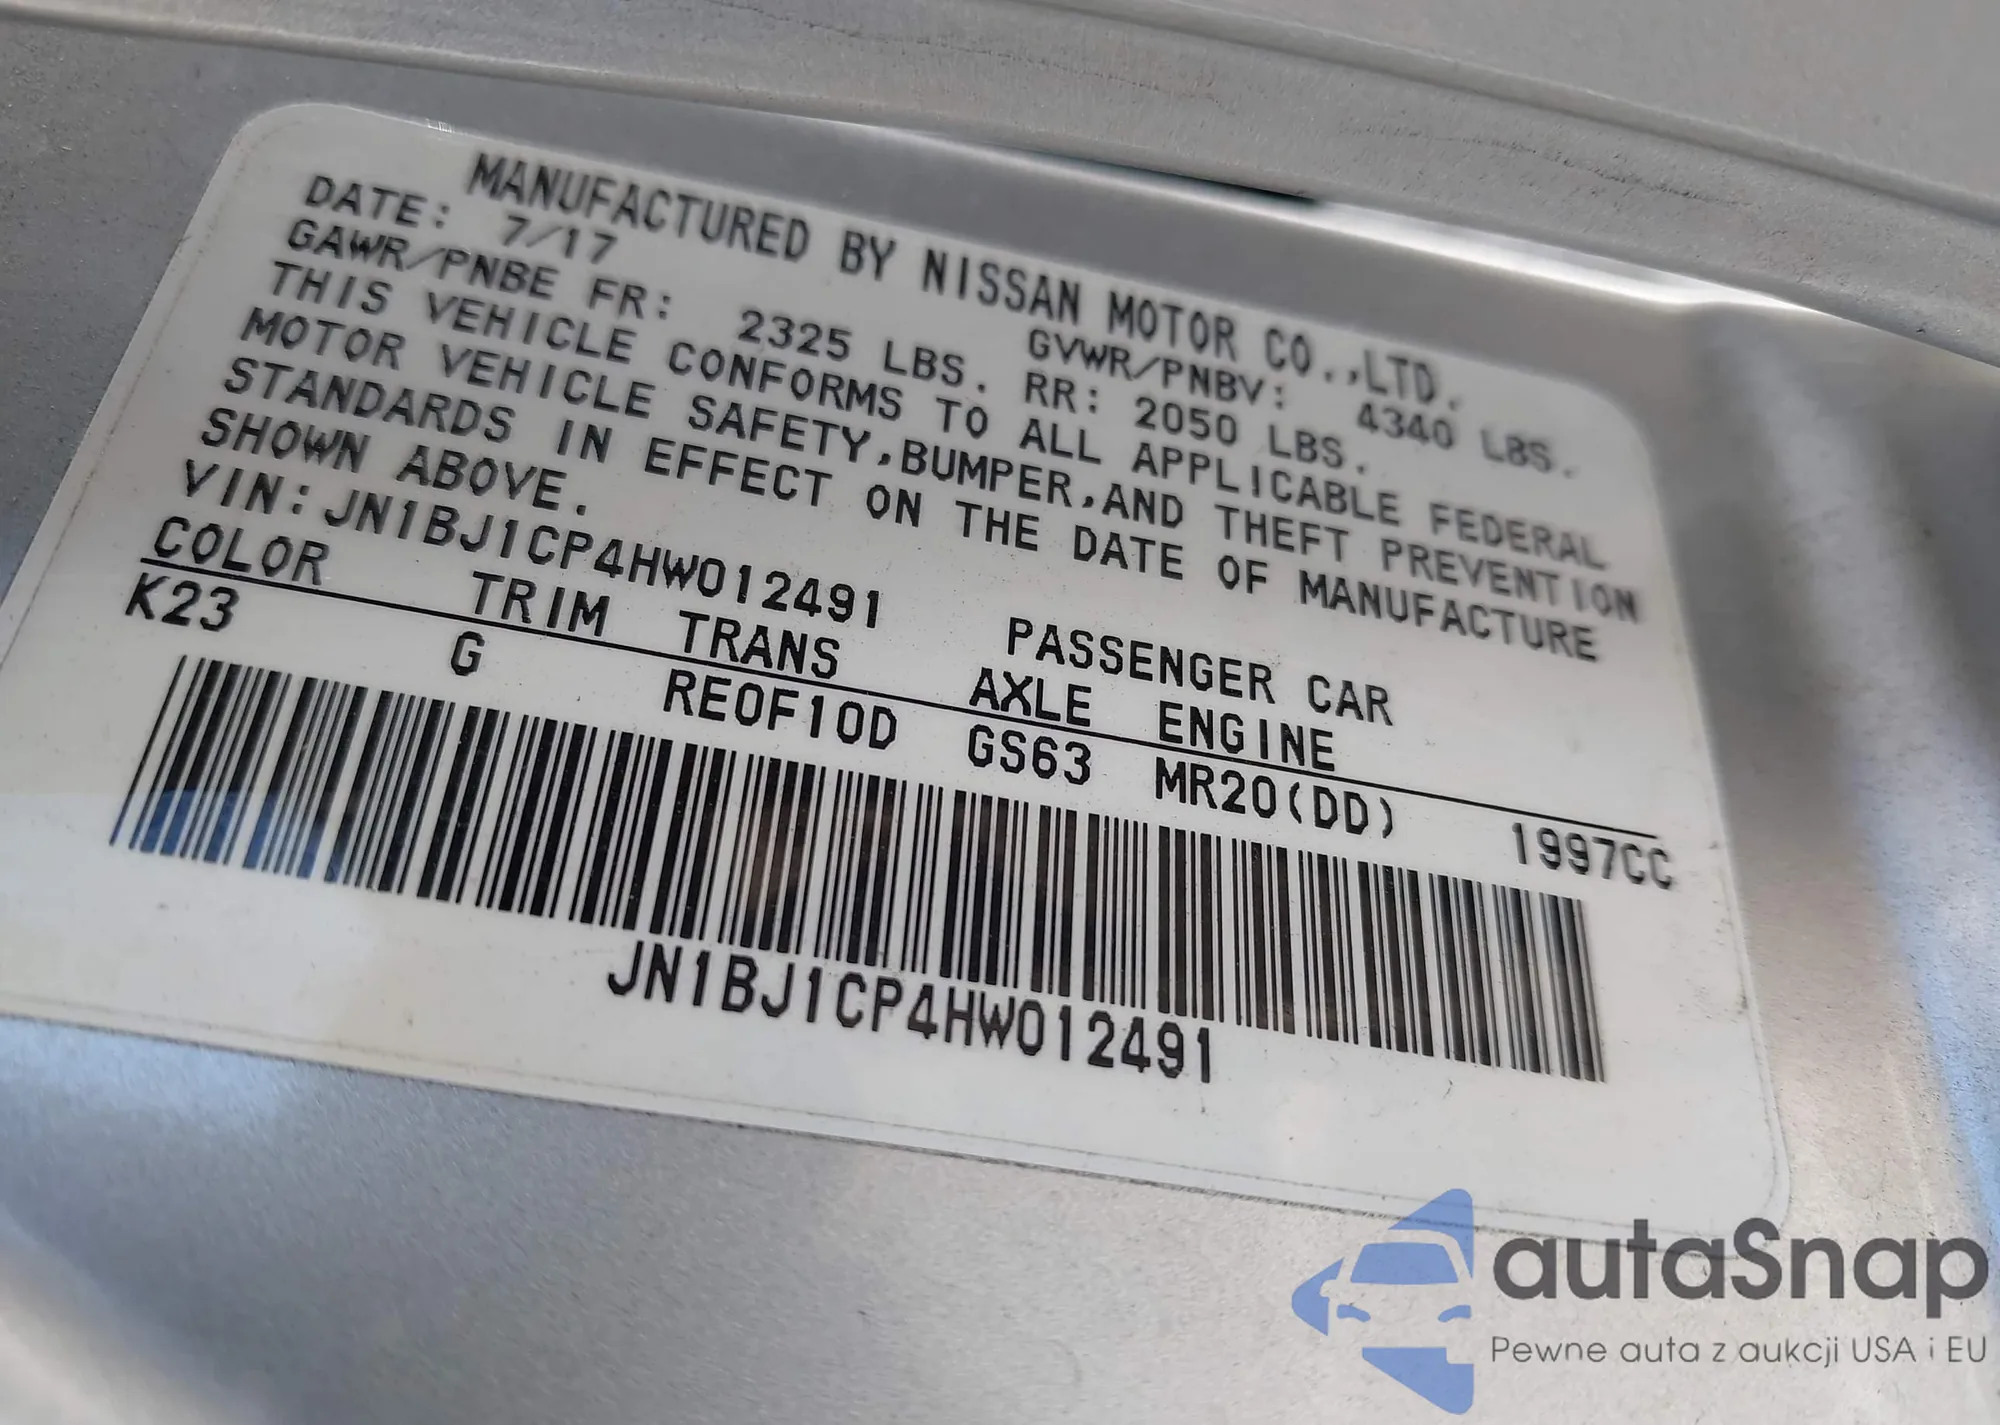 MANUFACTURED BY NISSAN MOTOR CO.,LTD.
DATE: 7/17 GVWR/PNBV: 4340 LBS.
GAWR/PNBE FR: 2325 LBS. RR: 2050 LBS.
THIS VEHICLE CONFORMS TO ALL APPLICABLE FEDERAL
MOTOR VEHICLE SAFETY,BUMPER,AND THEFT PREVENTION
STANDARDS IN EFFECT ON THE DATE OF MANUFACTURE
SHOWN ABOVE.
VIN:JN1BJ1CP4HW012491 PASSENGER CAR
COLOR TRIM TRANS AXLE ENGINE
K23 G RE0F10D GS63 MR20(DD) 1997CC
JN1BJ1CP4HW012491
autaSnap
Pewne auta z aukcji USA i EU